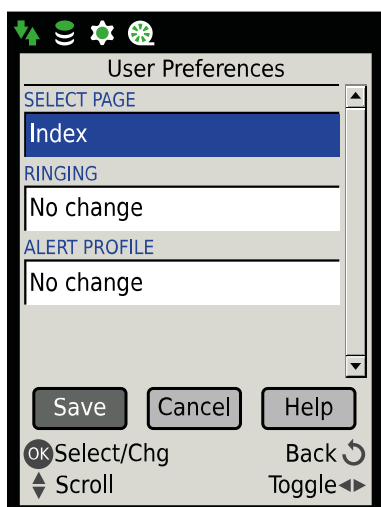 User Preferences
SELECT PAGE
Index
RINGING
No change
ALERT PROFILE
No change
Save Cancel Help
OK Select/Chg Back
Scroll Toggle